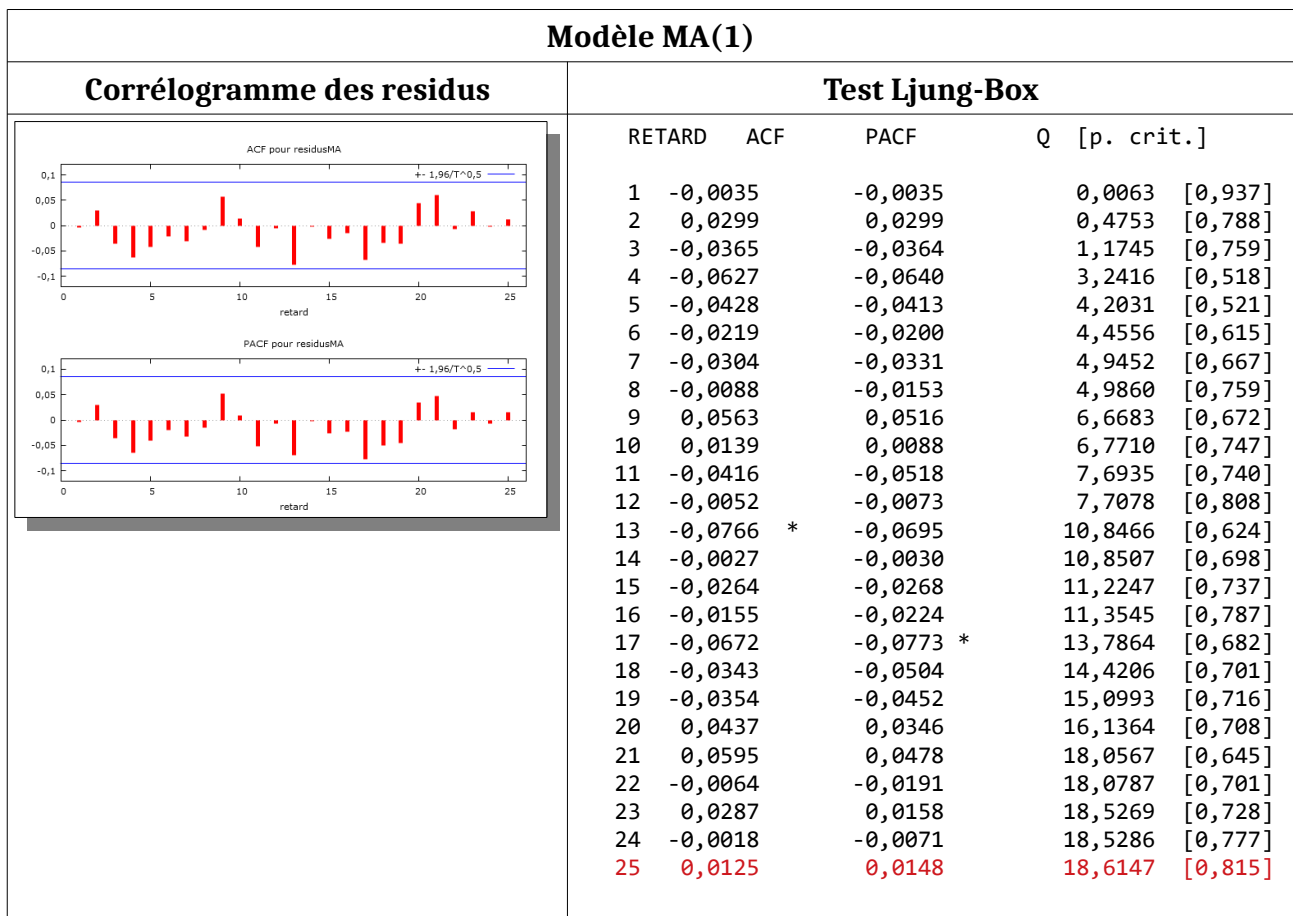 Modèle MA(1)
Corrélogramme des residus
Test Ljung-Box
ACF pour residusMA
+- 1,96/T^0,5
0,1
0,05
0
-0,05
-0,1
0 5 10 15 20 25
retard
PACF pour residusMA
+- 1,96/T^0,5
0,1
0,05
0
-0,05
-0,1
0 5 10 15 20 25
retard
RETARD ACF PACF Q [p. crit.]
1 -0,0035 -0,0035 0,0063 [0,937]
2 0,0299 0,0299 0,4753 [0,788]
3 -0,0365 -0,0364 1,1745 [0,759]
4 -0,0627 -0,0640 3,2416 [0,518]
5 -0,0428 -0,0413 4,2031 [0,521]
6 -0,0219 -0,0200 4,4556 [0,615]
7 -0,0304 -0,0331 4,9452 [0,667]
8 -0,0088 -0,0153 4,9860 [0,759]
9 0,0563 0,0516 6,6683 [0,672]
10 0,0139 0,0088 6,7710 [0,747]
11 -0,0416 -0,0518 7,6935 [0,740]
12 -0,0052 -0,0073 7,7078 [0,808]
13 -0,0766 * -0,0695 10,8466 [0,624]
14 -0,0027 -0,0030 10,8507 [0,698]
15 -0,0264 -0,0268 11,2247 [0,737]
16 -0,0155 -0,0224 11,3545 [0,787]
17 -0,0672 -0,0773 * 13,7864 [0,682]
18 -0,0343 -0,0504 14,4206 [0,701]
19 -0,0354 -0,0452 15,0993 [0,716]
20 0,0437 0,0346 16,1364 [0,708]
21 0,0595 0,0478 18,0567 [0,645]
22 -0,0064 -0,0191 18,0787 [0,701]
23 0,0287 0,0158 18,5269 [0,728]
24 -0,0018 -0,0071 18,5286 [0,777]
25 0,0125 0,0148 18,6147 [0,815]